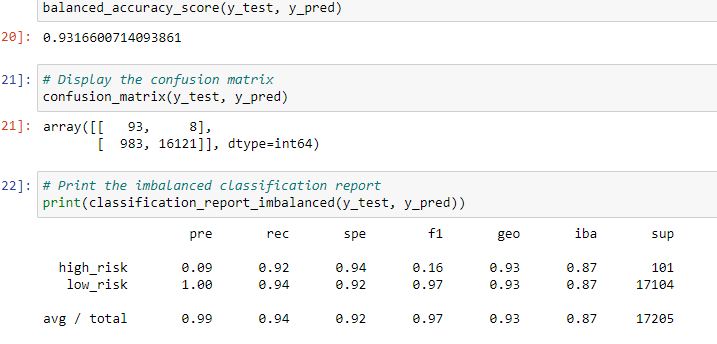 balanced_accuracy_score(y_test, y_pred)
20]: 0.9316600714093861
21]: # Display the confusion matrix
confusion_matrix(y_test, y_pred)
21]: array([[   93,     8],
       [  983, 16121]], dtype=int64)
22]: # Print the imbalanced classification report
print(classification_report_imbalanced(y_test, y_pred))
pre rec spe f1 geo iba sup
high_risk 0.09 0.92 0.94 0.16 0.93 0.87 101
low_risk 1.00 0.94 0.92 0.97 0.93 0.87 17104
avg / total 0.99 0.94 0.92 0.97 0.93 0.87 17205